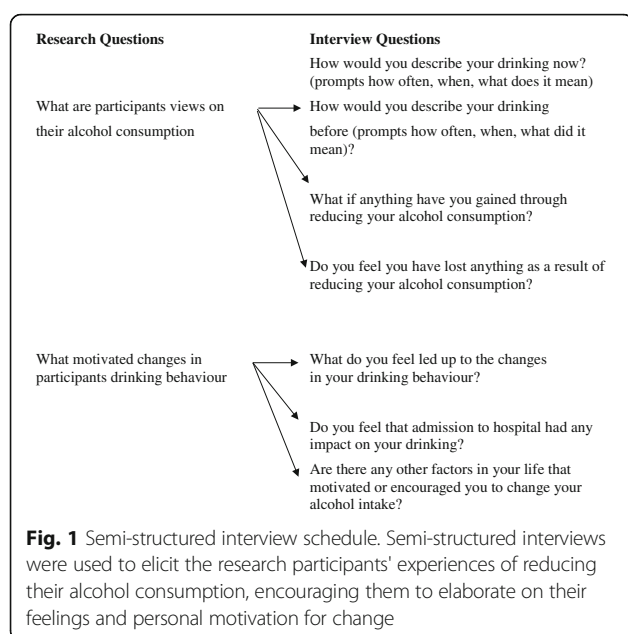 Research Questions
Interview Questions
How would you describe your drinking now?
(prompts how often, when, what does it mean)
What are participants views on
their alcohol consumption
How would you describe your drinking
before (prompts how often, when, what did it
mean)?
What if anything have you gained through
reducing your alcohol consumption?
Do you feel you have lost anything as a result of
reducing your alcohol consumption?
What motivated changes in
participants drinking behaviour
What do you feel led up to the changes
in your drinking behaviour?
Do you feel that admission to hospital had any
impact on your drinking?
Are there any other factors in your life that
motivated or encouraged you to change your
alcohol intake?
Fig. 1 Semi-structured interview schedule. Semi-structured interviews
were used to elicit the research participants' experiences of reducing
their alcohol consumption, encouraging them to elaborate on their
feelings and personal motivation for change